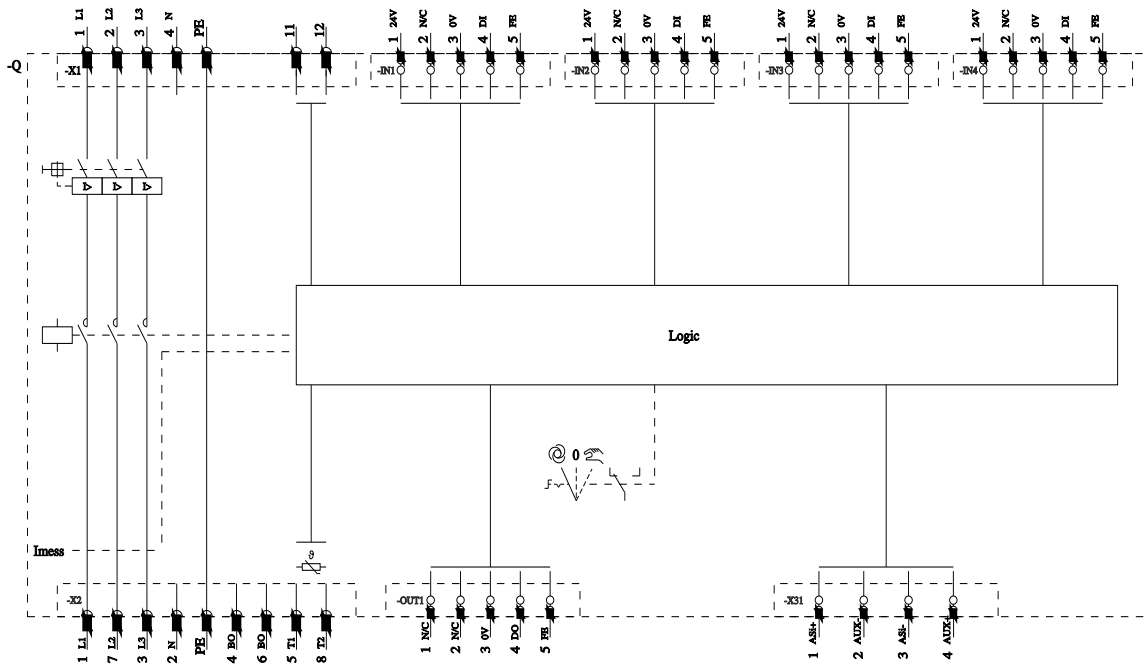 L1 L2 L3 N PE
1 2 3 4 11 12
24V N/C 0V DI FE
1 2 3 4 5
24V N/C 0V DI FE
1 2 3 4 5
24V N/C 0V DI FE
1 2 3 4 5
24V N/C 0V DI FE
1 2 3 4 5
-Q
-X1
-IN1
-IN2
-IN3
-IN4
Logic
0
Imess
ϑ
-X2
-OUT1
-X31
L1 L2 L3 N PE BO BO T1 T2
1 7 3 2 4 6 5 8
N/C N/C 0V DO FE
1 2 3 4 5
ASi+ AUX- ASi- AUX+
1 2 3 4